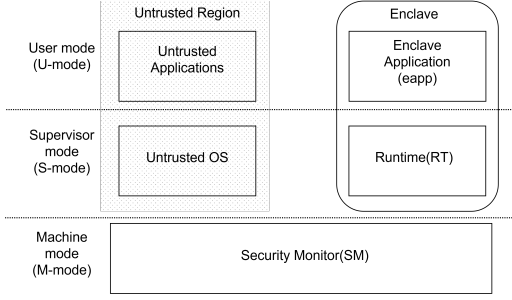 Untrusted Region
Enclave
User mode
(U-mode)
Untrusted
Applications
Enclave
Application
(eapp)
Supervisor
mode
(S-mode)
Untrusted OS
Runtime(RT)
Machine
mode
(M-mode)
Security Monitor(SM)